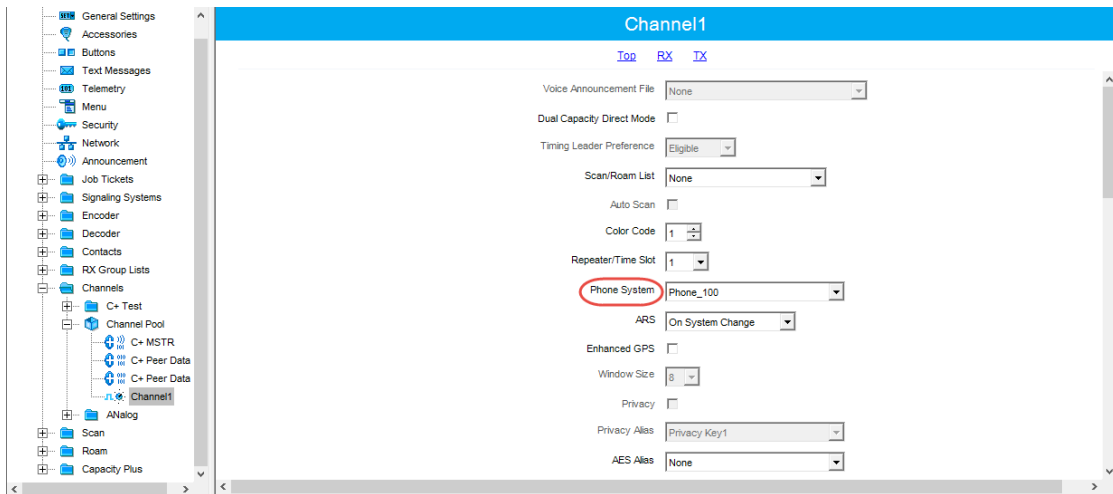 General Settings
Accessories
Buttons
Text Messages
Telemetry
Menu
Security
Network
Announcement
Job Tickets
Signaling Systems
Encoder
Decoder
Contacts
RX Group Lists
Channels
C+ Test
Channel Pool
C+ MSTR
C+ Peer Data
C+ Peer Data
Channel1
ANalog
Scan
Roam
Capacity Plus
Channel1
Top RX TX
Voice Announcement File None
Dual Capacity Direct Mode
Timing Leader Preference Eligible
Scan/Roam List None
Auto Scan
Color Code 1
Repeater/Time Slot 1
Phone System Phone_100
ARS On System Change
Enhanced GPS
Window Size 8
Privacy
Privacy Alias Privacy Key1
AES Alias None